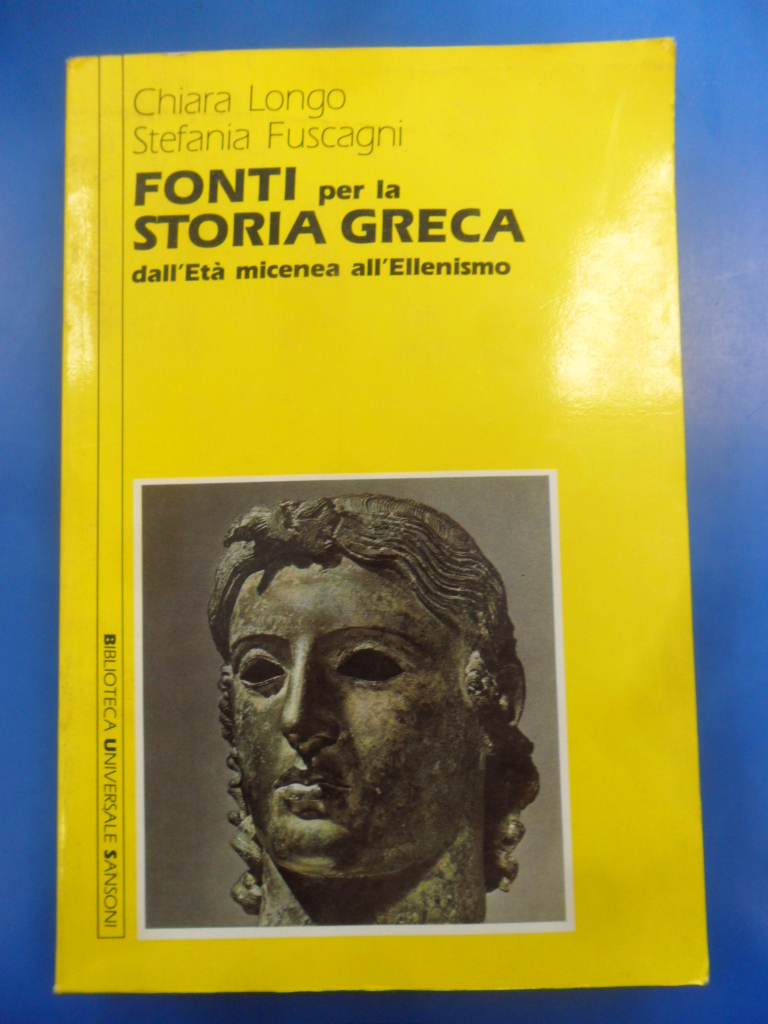 Chiara Longo
Stefania Fuscagni
FONTI per la
STORIA GRECA
dall'Età micenea all'Ellenismo
BIBLIOTECA UNIVERSALE SANSONI